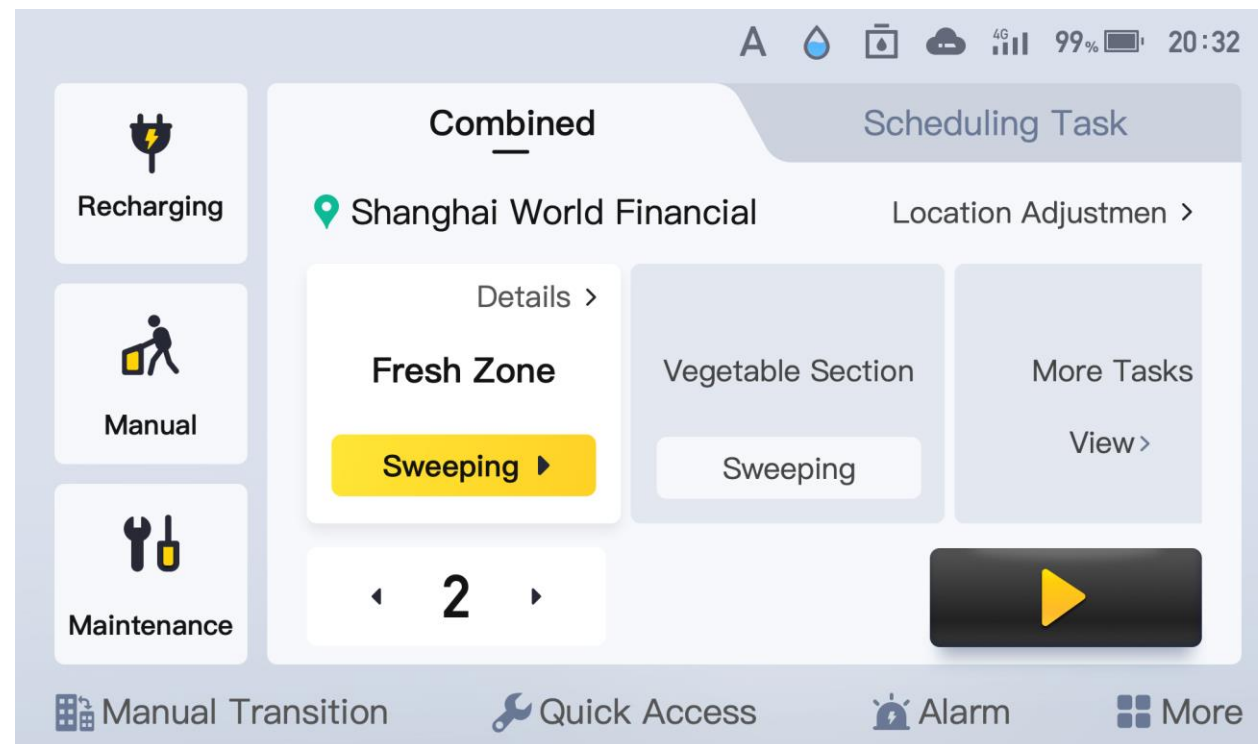 A 4G 99% 20:32
Combined Scheduling Task
Recharging
Shanghai World Financial Location Adjustmen >
Details >
Fresh Zone Vegetable Section More Tasks
Manual
View >
Sweeping Sweeping
2
Maintenance
Manual Transition Quick Access Alarm More